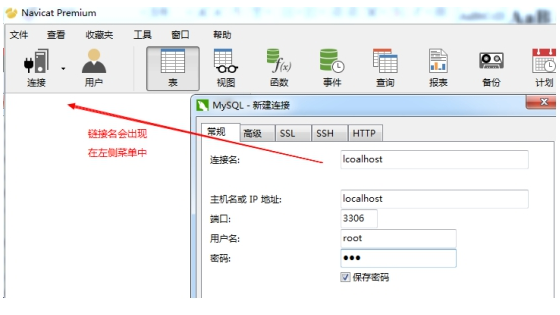 Navicat Premium
文件 查看 收藏夹 工具 窗口 帮助
连接 用户 表 视图 函数 事件 查询 报表 备份 计划
f(x)
MySQL - 新建连接
常规 高级 SSL SSH HTTP
链接名会出现
在左侧菜单中
连接名: lcoalhost
主机名或 IP 地址: localhost
端口: 3306
用户名: root
密码: ●●●
保存密码